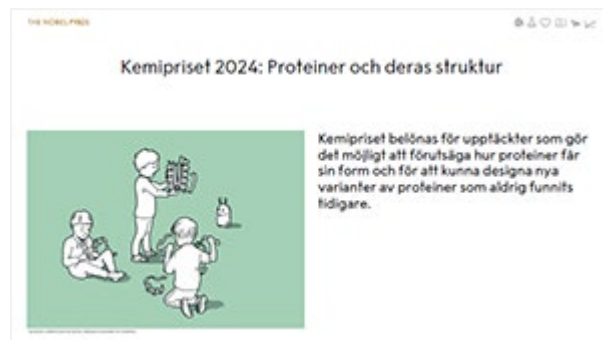 THE NOBEL PRIZE
Kemipriset 2024: Proteiner och deras struktur
Kemipriset belönas för upptäckter som gör
det möjligt att förutsäga hur proteiner får
sin form och för att kunna designa nya
varianter av proteiner som aldrig funnits
tidigare.